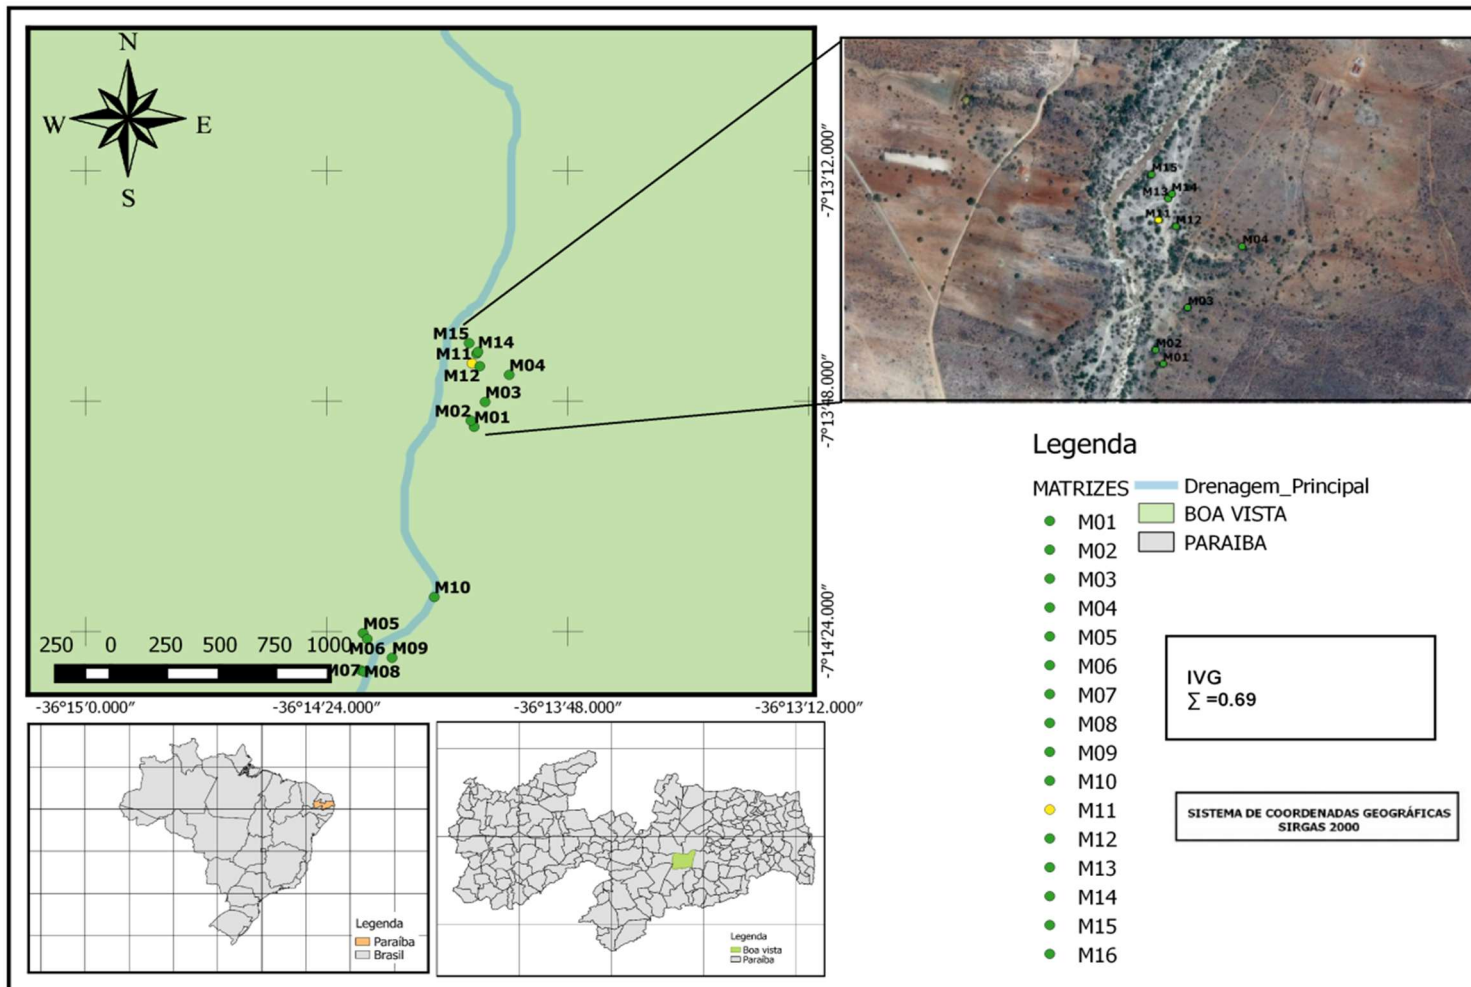 N
W
E
S
M15
M14
M11
M12
M04
M03
M02
M01
M10
M05
M06
M09
M07
M08
250 0 250 500 750 1000
-7°13'12.000"
-7°13'48.000"
-7°14'24.000"
-36°15'0.000"
-36°14'24.000"
-36°13'48.000"
-36°13'12.000"
M15
M13
M14
M11
M12
M04
M03
M02
M01
Legenda
MATRIZES
M01
M02
M03
M04
M05
M06
M07
M08
M09
M10
M11
M12
M13
M14
M15
M16
Drenagem_Principal
BOA VISTA
PARAIBA
IVG
∑ =0.69
SISTEMA DE COORDENADAS GEOGRÁFICAS
SIRGAS 2000
Legenda
Paraíba
Brasil
Legenda
Boa vista
Paraíba